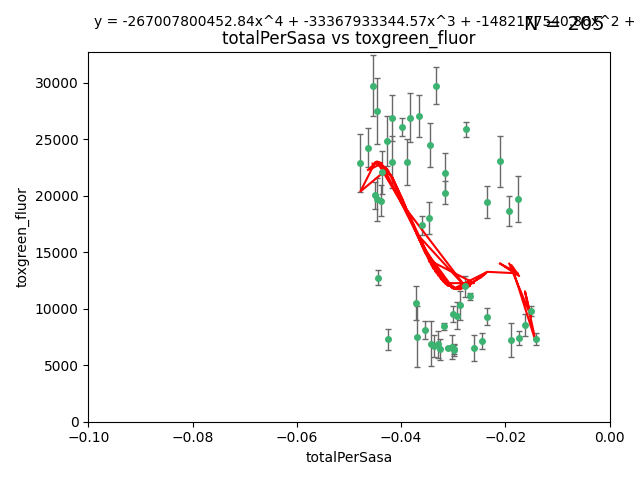 y = -267007800452.84x^4 + -33367933344.57x^3 +
N = 205
totalPerSasa vs toxgreen_fluor
30000
25000
20000
15000
10000
5000
0
toxgreen_fluor
−0.10 −0.08 −0.06 −0.04 −0.02 0.00
totalPerSasa